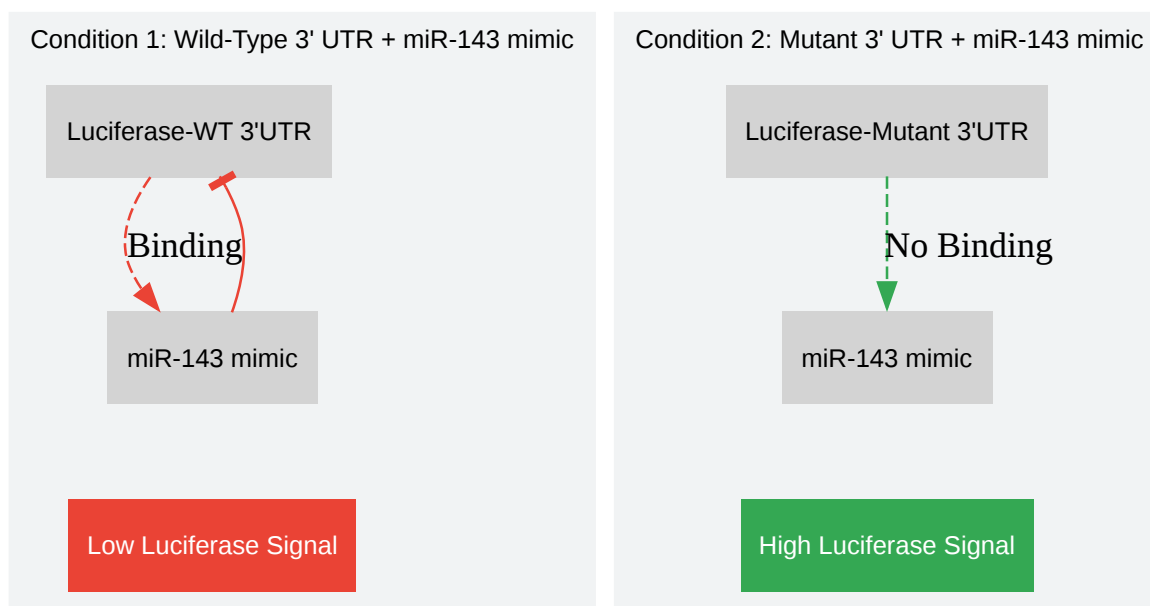 Condition 1: Wild-Type 3' UTR + miR-143 mimic
Luciferase-WT 3'UTR
Binding
miR-143 mimic
Low Luciferase Signal
Condition 2: Mutant 3' UTR + miR-143 mimic
Luciferase-Mutant 3'UTR
No Binding
miR-143 mimic
High Luciferase Signal